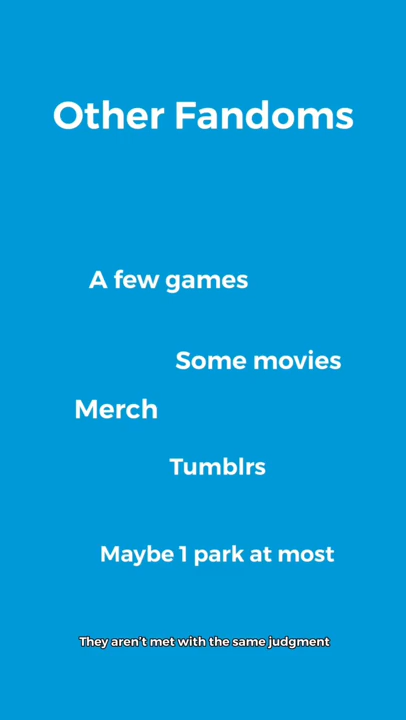 Other Fandoms
A few games
Some movies
Merch
Tumblrs
Maybe 1 park at most
They aren't met with the same judgment